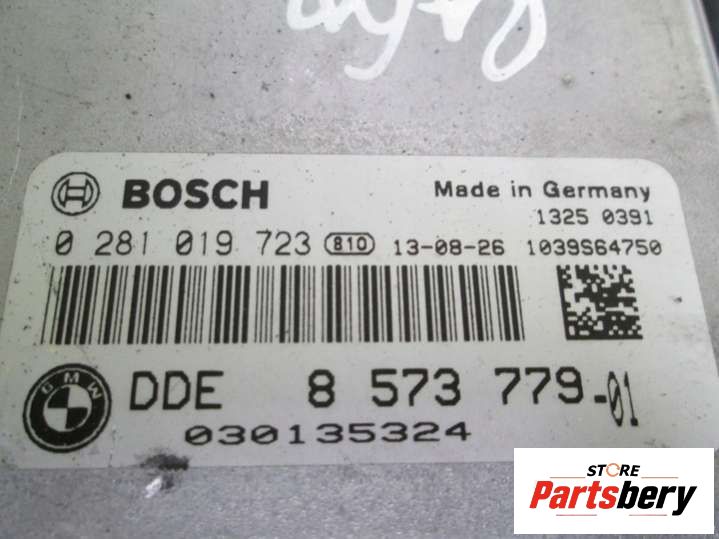 BOSCH
Made in Germany
1325 0391
0 281 019 723 810 13-08-26 1039S64750
BMW
DDE 8 573 779-01
030135324
STORE
Partsbery